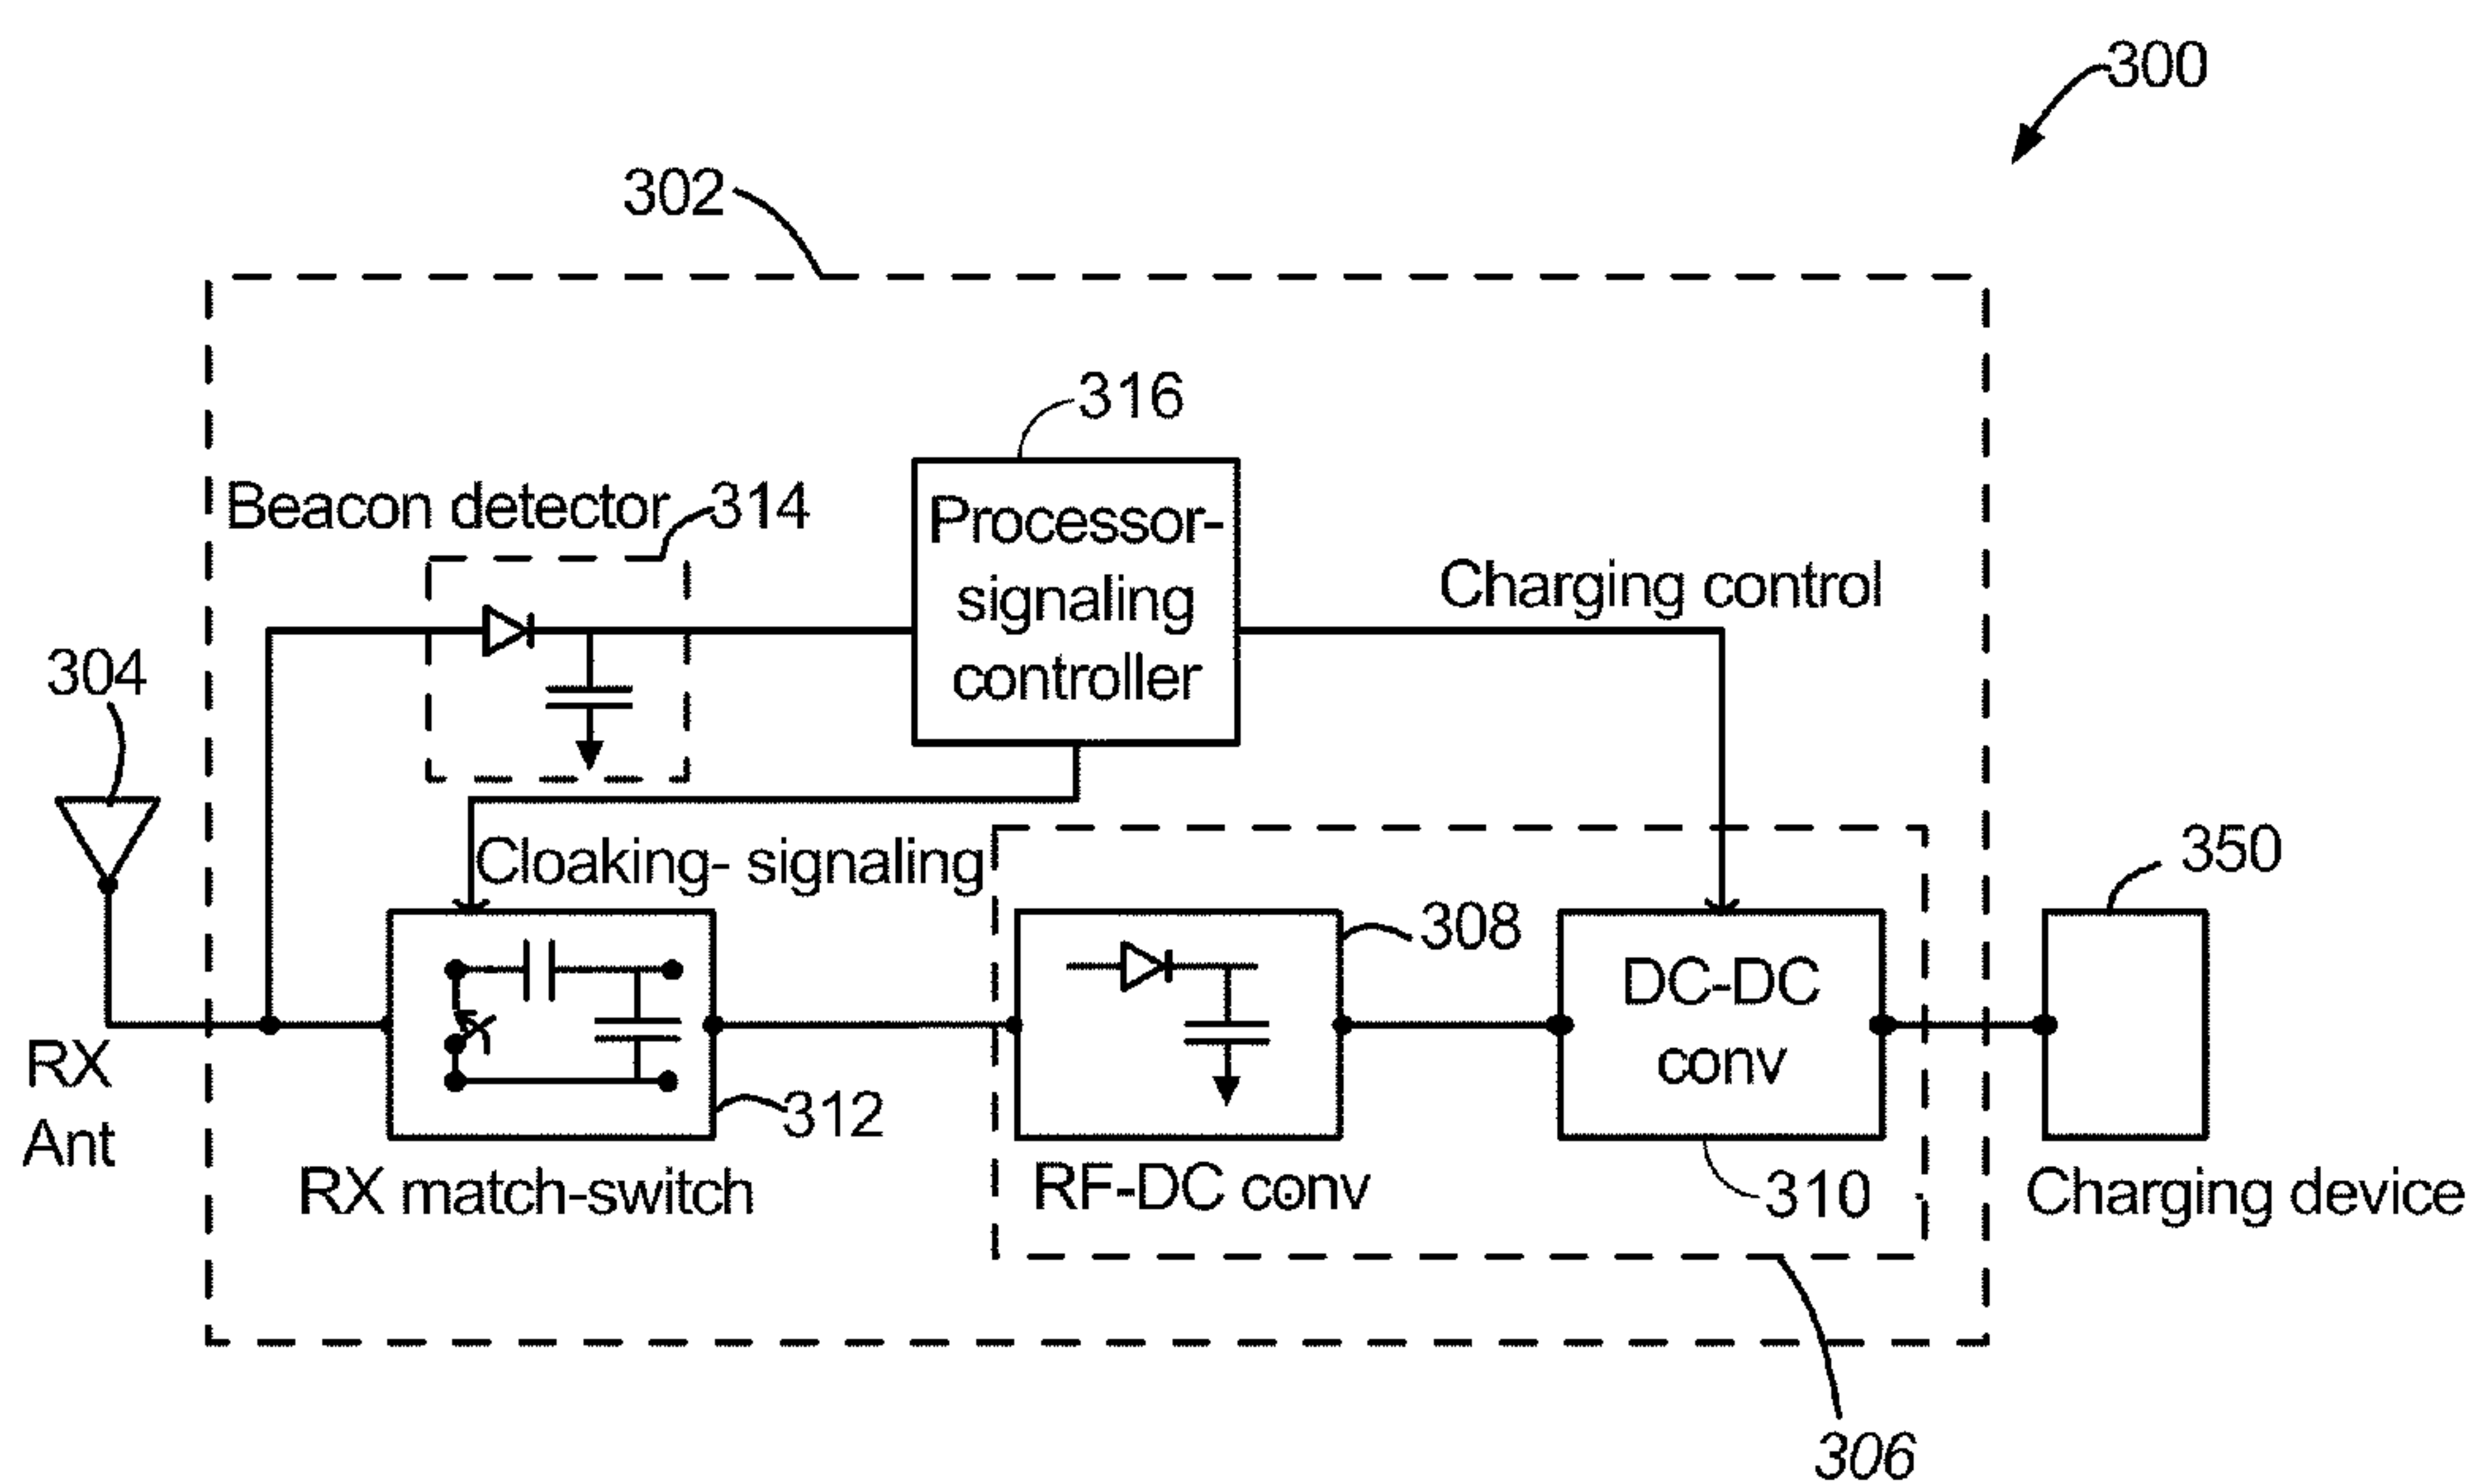 300
302
316
Beacon detector
314
Processor-
signaling
controller
Charging control
304
Cloaking- signaling
350
308
DC-DC
conv
RX
Ant
312
RX match-switch
RF-DC conv
310
Charging device
306